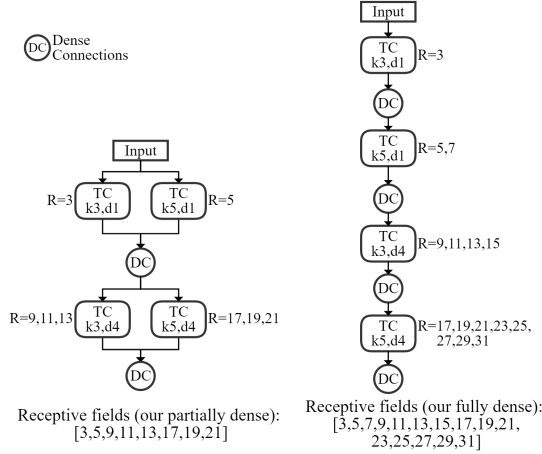 DC
Dense
Connections
Input
R=3
TC
k3,d1
TC
k5,d1
R=5
DC
R=9,11,13
TC
k3,d4
TC
k5,d4
R=17,19,21
DC
Receptive fields (our partially dense):
[3,5,9,11,13,17,19,21]
Input
TC
k3,d1
R=3
DC
TC
k5,d1
R=5,7
DC
TC
k3,d4
R=9,11,13,15
DC
TC
k5,d4
R=17,19,21,23,25,
27,29,31
DC
Receptive fields (our fully dense):
[3,5,7,9,11,13,15,17,19,21,
23,25,27,29,31]